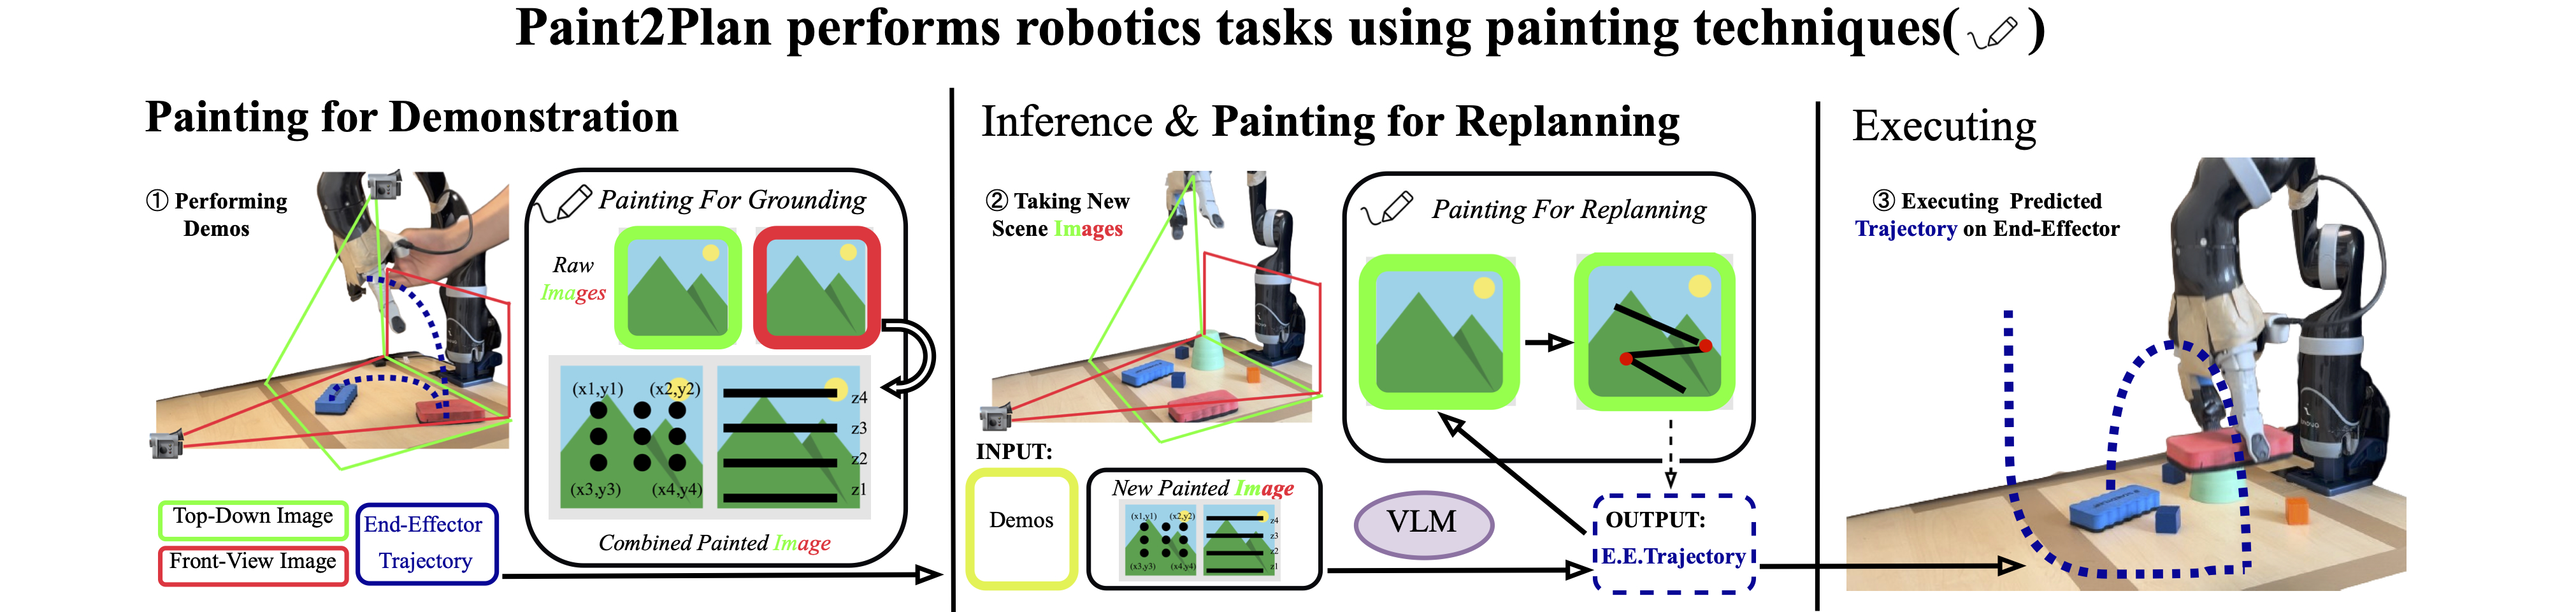 Paint2Plan performs robotics tasks using painting techniques( )
Painting for Demonstration
① Performing
Demos
Painting For Grounding
Raw
Images
(x1,y1) (x2,y2)
(x3,y3) (x4,y4)
z4
z3
z2
z1
Combined Painted Image
Top-Down Image
Front-View Image
End-Effector
Trajectory
Inference & Painting for Replanning
② Taking New
Scene Images
INPUT:
Demos
New Painted Image
(x1,y1) (x2,y2)
(x3,y3) (x4,y4)
z4
z3
z2
z1
Painting For Replanning
VLM
OUTPUT:
E.E.Trajectory
Executing
③ Executing Predicted
Trajectory on End-Effector